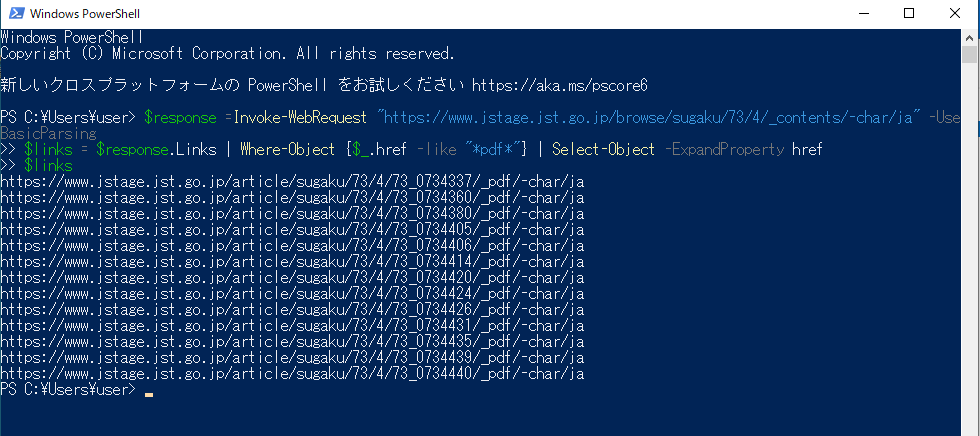 Windows PowerShell
Windows PowerShell
Copyright (C) Microsoft Corporation. All rights reserved.
新しいクロスプラットフォームの PowerShell をお試しください https://aka.ms/pscore6
PS C:¥Users¥user> $response =Invoke-WebRequest "https://www.jstage.jst.go.jp/browse/sugaku/73/4/_contents/-char/ja" -Use
BasicParsing
>> $links = $response.Links | Where-Object {$_.href -like "*pdf*"} | Select-Object -ExpandProperty href
>> $links
https://www.jstage.jst.go.jp/article/sugaku/73/4/73_0734337/_pdf/-char/ja
https://www.jstage.jst.go.jp/article/sugaku/73/4/73_0734360/_pdf/-char/ja
https://www.jstage.jst.go.jp/article/sugaku/73/4/73_0734380/_pdf/-char/ja
https://www.jstage.jst.go.jp/article/sugaku/73/4/73_0734405/_pdf/-char/ja
https://www.jstage.jst.go.jp/article/sugaku/73/4/73_0734406/_pdf/-char/ja
https://www.jstage.jst.go.jp/article/sugaku/73/4/73_0734414/_pdf/-char/ja
https://www.jstage.jst.go.jp/article/sugaku/73/4/73_0734420/_pdf/-char/ja
https://www.jstage.jst.go.jp/article/sugaku/73/4/73_0734424/_pdf/-char/ja
https://www.jstage.jst.go.jp/article/sugaku/73/4/73_0734426/_pdf/-char/ja
https://www.jstage.jst.go.jp/article/sugaku/73/4/73_0734431/_pdf/-char/ja
https://www.jstage.jst.go.jp/article/sugaku/73/4/73_0734435/_pdf/-char/ja
https://www.jstage.jst.go.jp/article/sugaku/73/4/73_0734439/_pdf/-char/ja
https://www.jstage.jst.go.jp/article/sugaku/73/4/73_0734440/_pdf/-char/ja
PS C:¥Users¥user>